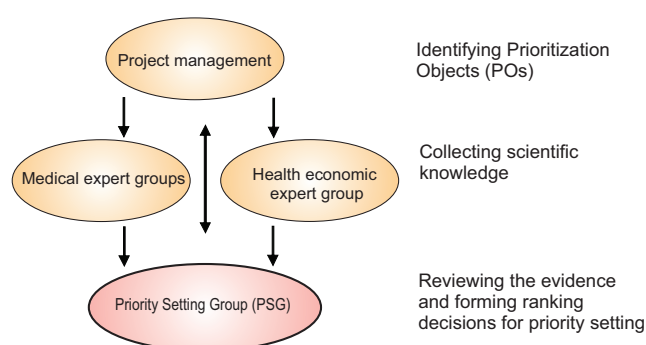 Project management
Identifying Prioritization
Objects (POs)
Medical expert groups
Health economic
expert group
Collecting scientific
knowledge
Priority Setting Group (PSG)
Reviewing the evidence
and forming ranking
decisions for priority setting